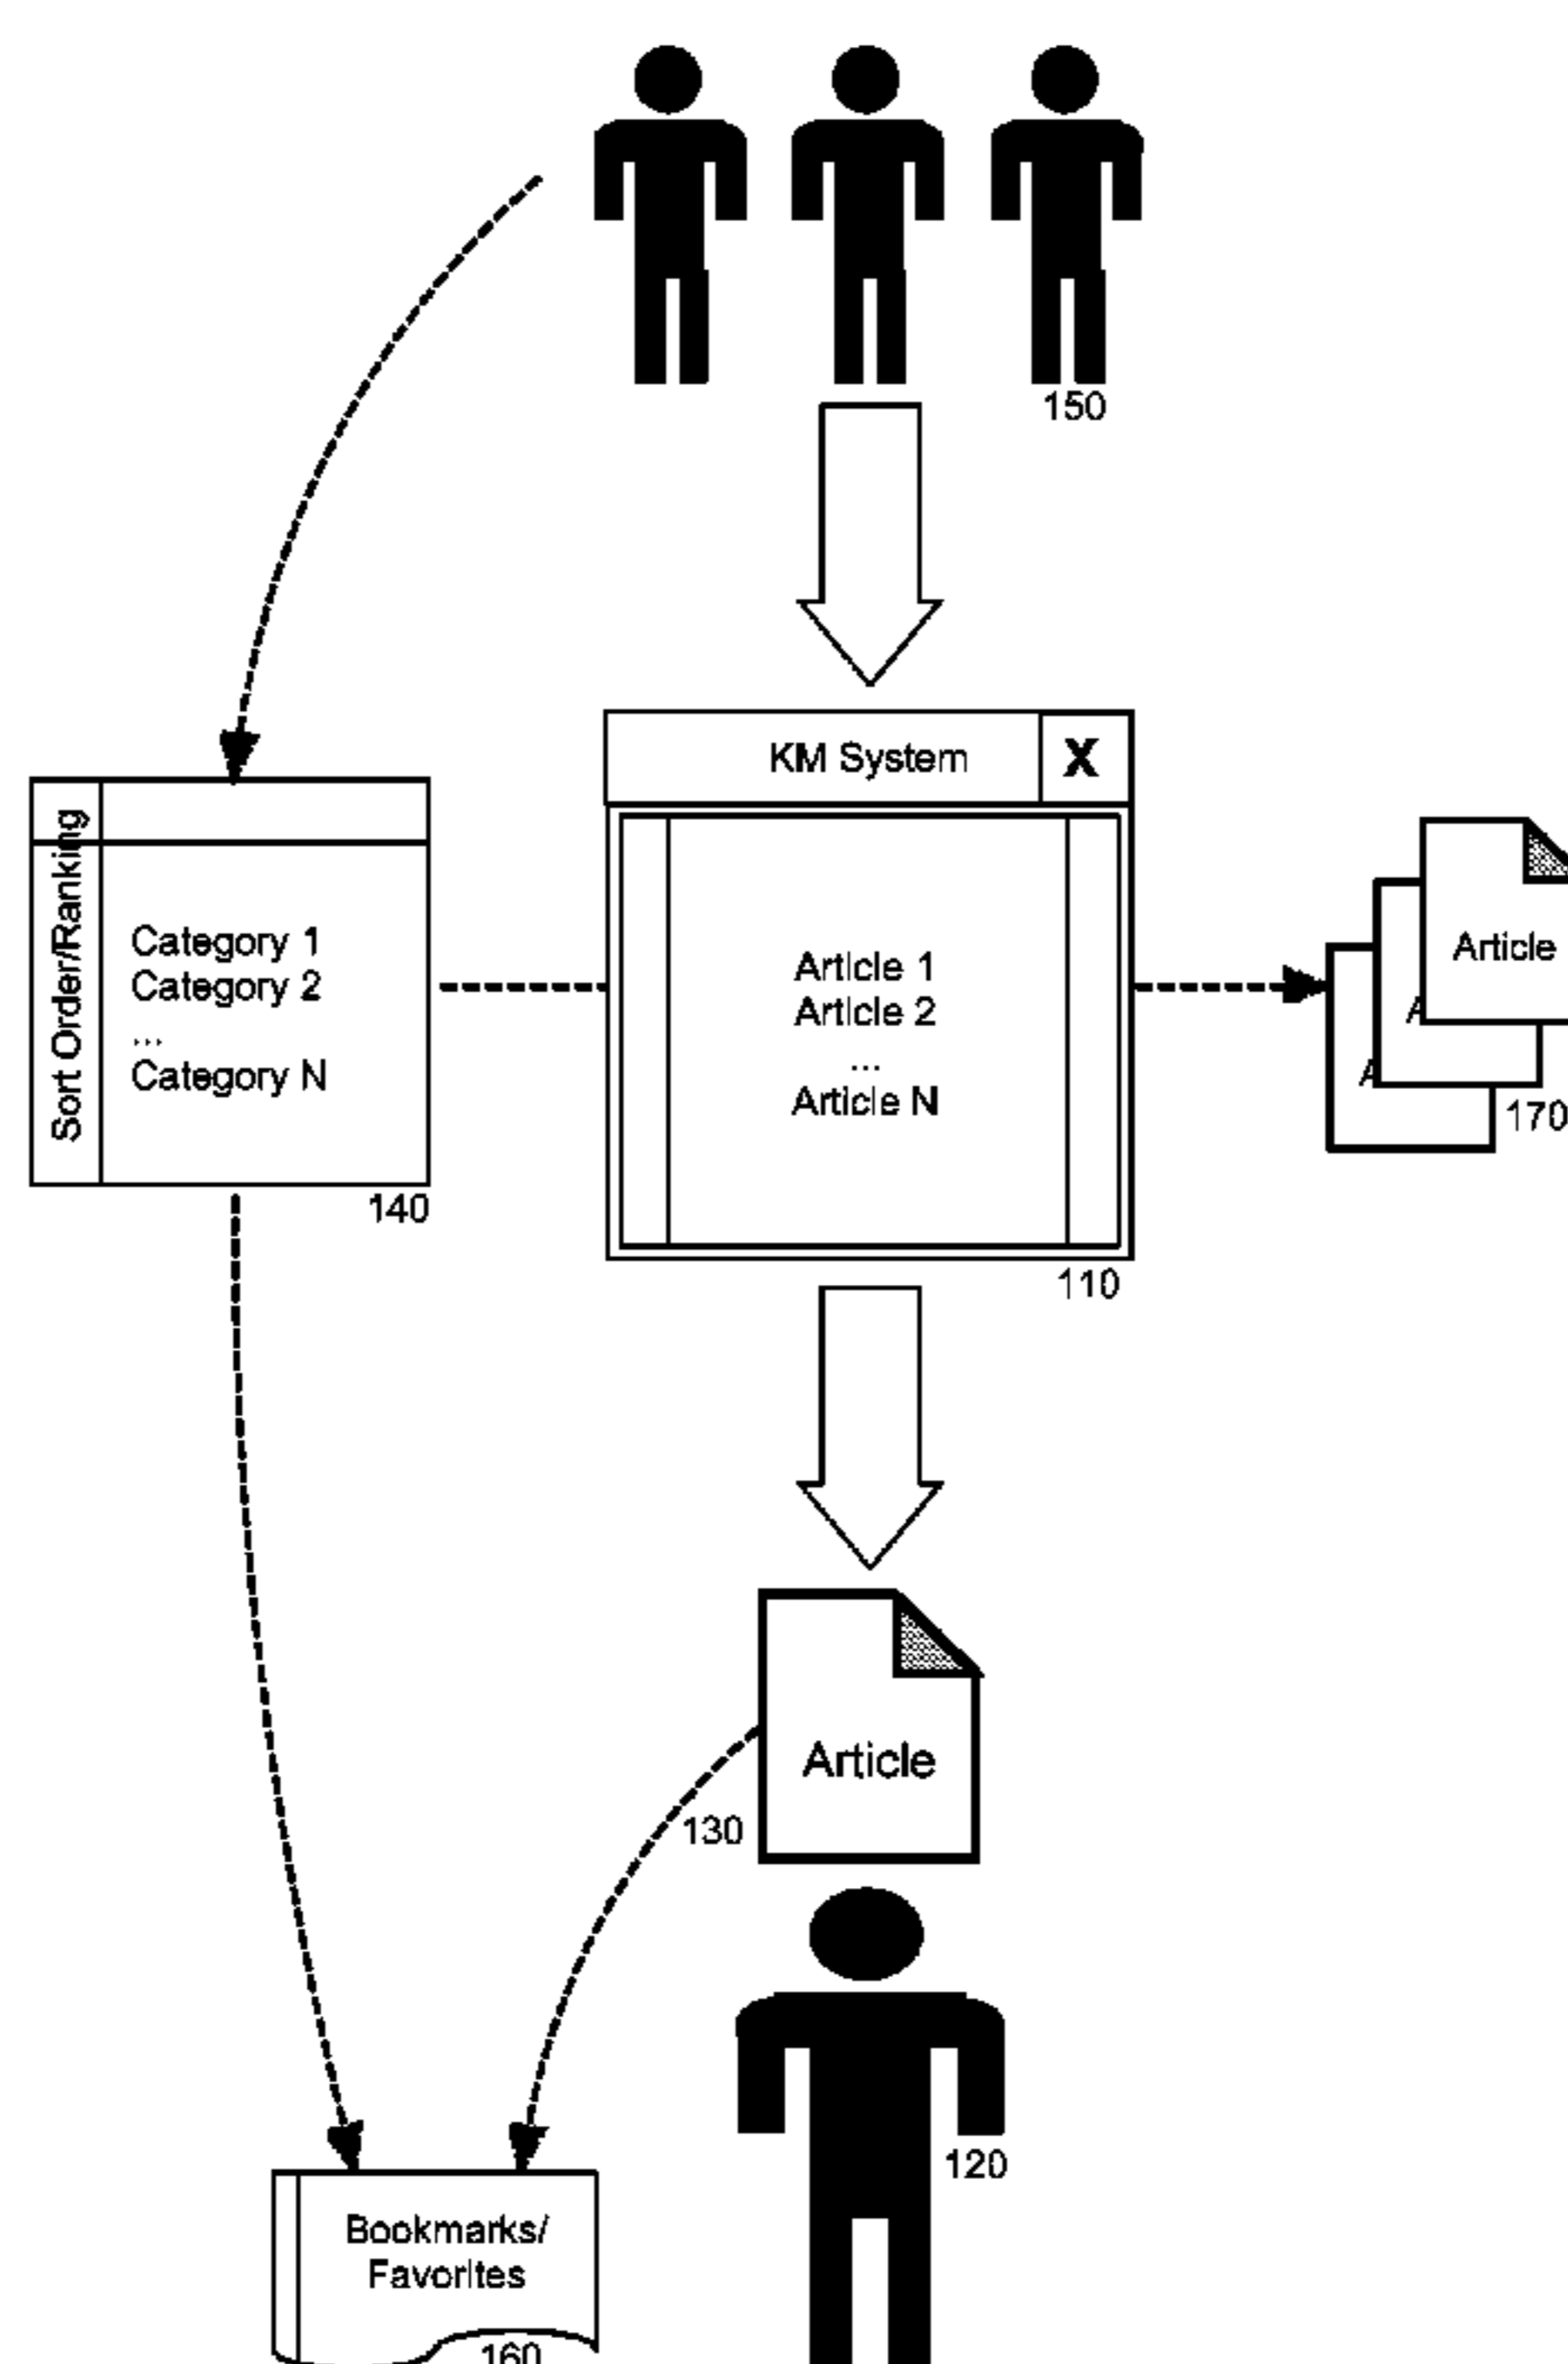 150
KM System
X
Sort Order/Ranking
Category 1
Category 2
...
Category N
140
Article 1
Article 2
...
Article N
110
Article
A
A
170
Article
130
120
Bookmarks/
Favorites
160